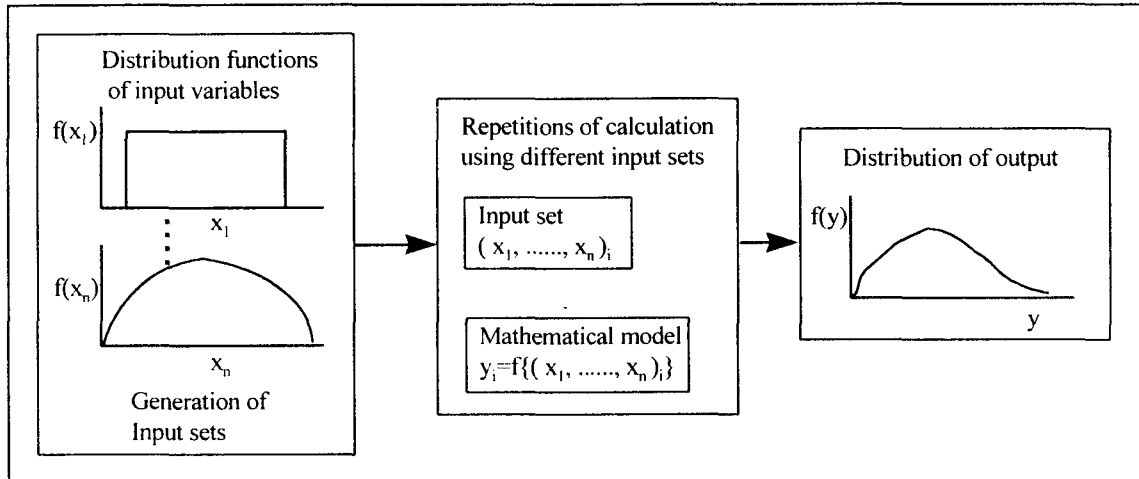 Distribution functions
of input variables
f(x₁)
x₁
f(xₙ)
xₙ
Generation of
Input sets
Repetitions of calculation
using different input sets
Input set
( x₁, ......, xₙ )ᵢ
Mathematical model
yᵢ=f{( x₁, ......, xₙ )ᵢ}
Distribution of output
f(y)
y